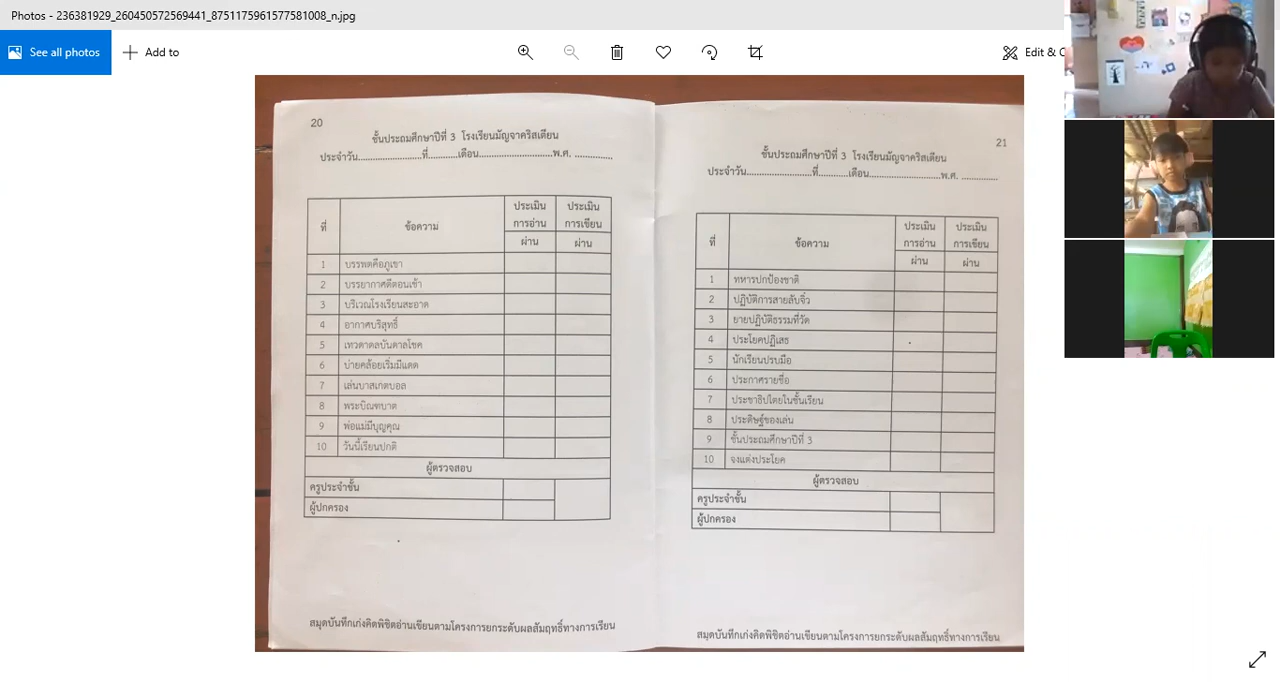 Photos - 236381929_260450572569441_8751175961577581008_n.jpg
See all photos
Add to
Edit & C
20
ชั้นประถมศึกษาปีที่ 3 โรงเรียนมัญจาคริสเตียน
ประจำวัน......................ที่..........เดือน..........................พ.ศ. .............
ที่ ข้อความ ประเมินการอ่าน ประเมินการเขียน
ผ่าน ผ่าน
1 บรรพตคือภูเขา
2 บรรยากาศดีตอนเช้า
3 บริเวณโรงเรียนสะอาด
4 อากาศบริสุทธิ์
5 เทวดาดลบันดาลโชค
6 บ่ายคล้อยเริ่มมีแดด
7 เล่นบาสเกตบอล
8 พระบิณฑบาต
9 พ่อแม่มีบุญคุณ
10 วันนี้เรียนปกติ
ผู้ตรวจสอบ
ครูประจำชั้น
ผู้ปกครอง
สมุดบันทึกเก่งคิดพิชิตอ่านเขียนตามโครงการยกระดับผลสัมฤทธิ์ทางการเรียน
21
ชั้นประถมศึกษาปีที่ 3 โรงเรียนมัญจาคริสเตียน
ประจำวัน......................ที่..........เดือน..........................พ.ศ. .............
ที่ ข้อความ ประเมินการอ่าน ประเมินการเขียน
ผ่าน ผ่าน
1 ทหารปกป้องชาติ
2 ปฏิบัติการสายลับจิ๋ว
3 ยายปฏิบัติธรรมที่วัด
4 ประโยคปฏิเสธ
5 นักเรียนปรบมือ
6 ประกาศรายชื่อ
7 ประชาธิปไตยในชั้นเรียน
8 ประดิษฐ์ของเล่น
9 ชั้นประถมศึกษาปีที่ 3
10 จงแต่งประโยค
ผู้ตรวจสอบ
ครูประจำชั้น
ผู้ปกครอง
สมุดบันทึกเก่งคิดพิชิตอ่านเขียนตามโครงการยกระดับผลสัมฤทธิ์ทางการเรียน